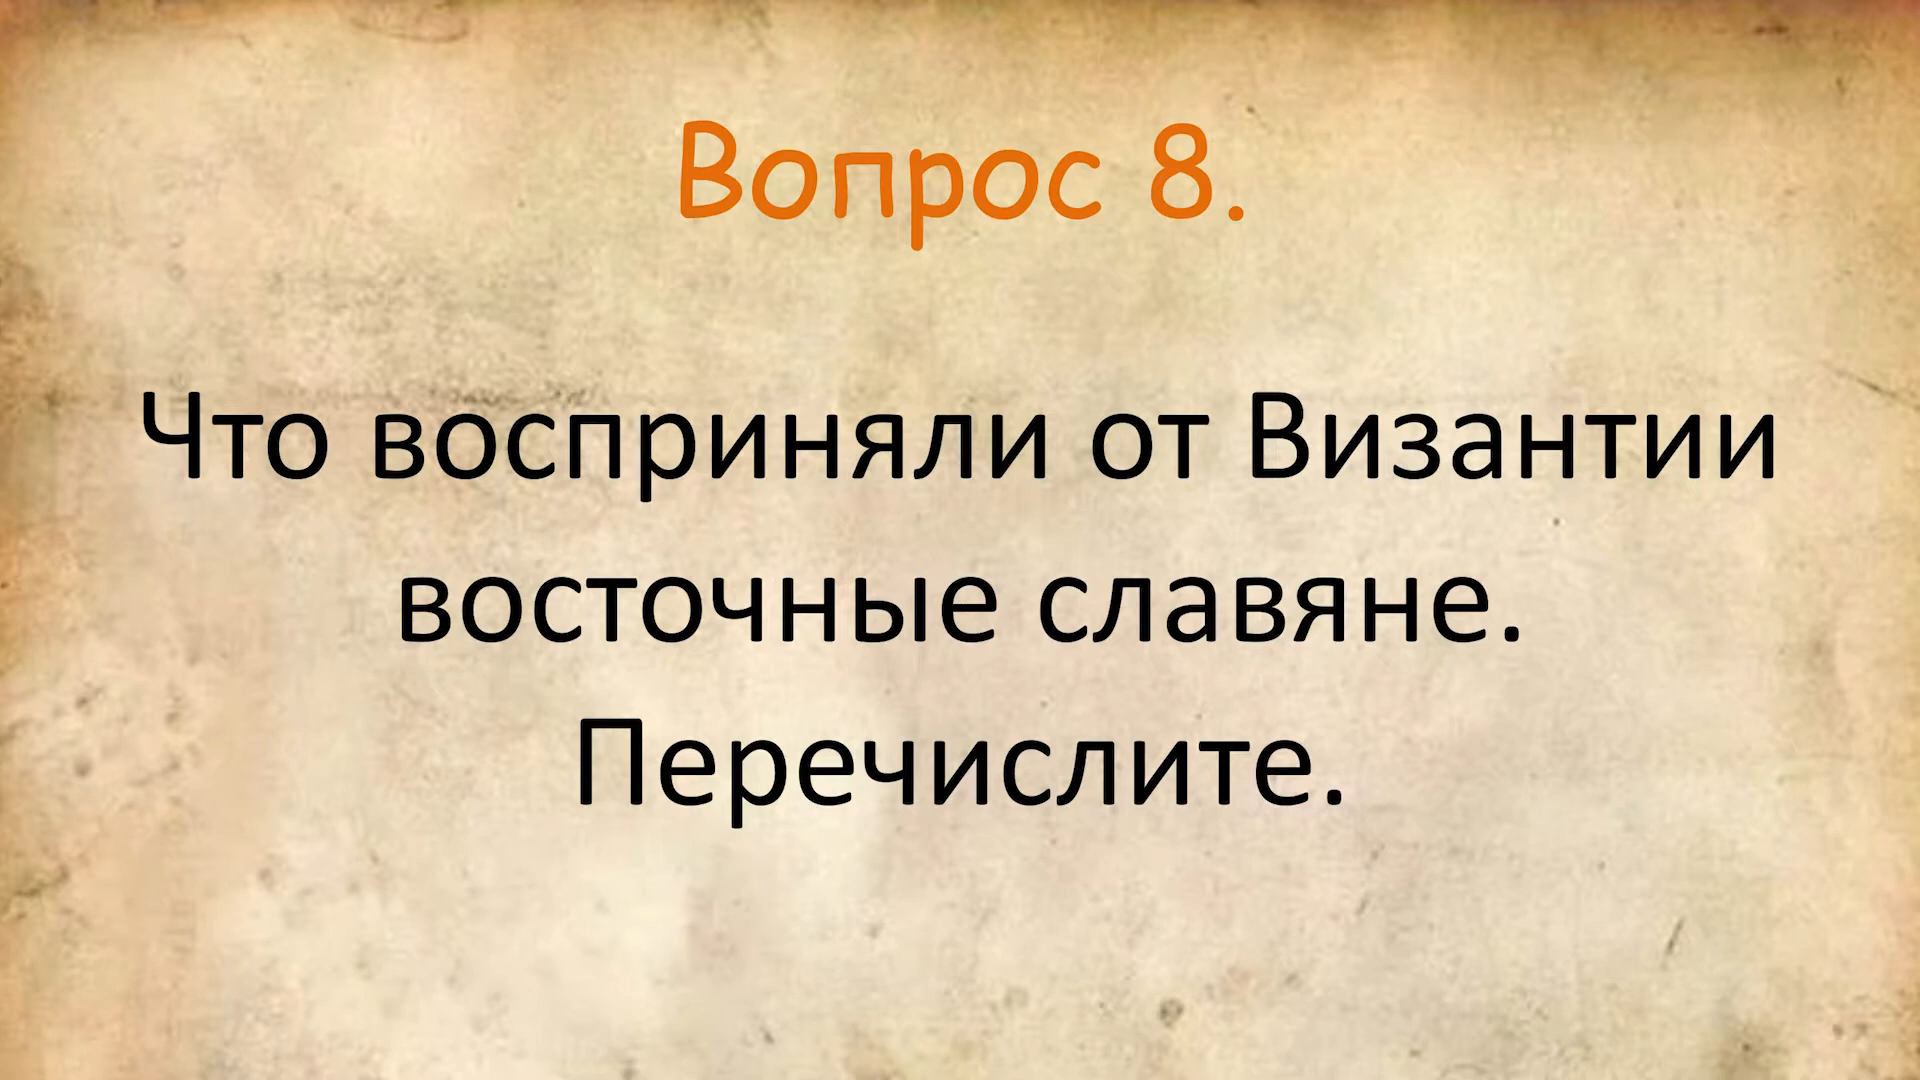 Вопрос 8.
Что восприняли от Византии
восточные славяне.
Перечислите.